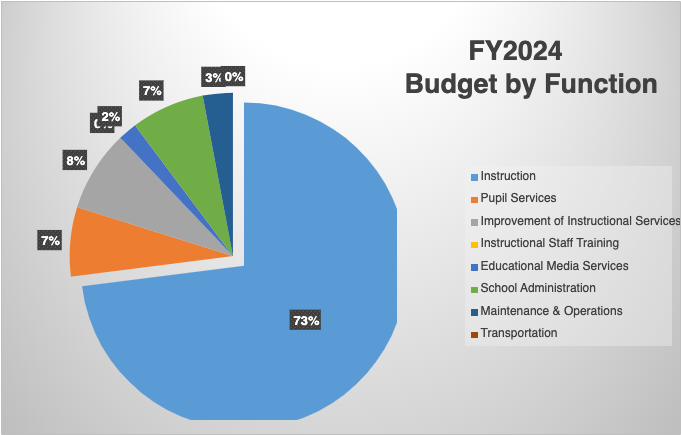 FY2024
Budget by Function
3%
0%
7%
2%
8%
7%
73%
Instruction
Pupil Services
Improvement of Instructional Services
Instructional Staff Training
Educational Media Services
School Administration
Maintenance & Operations
Transportation